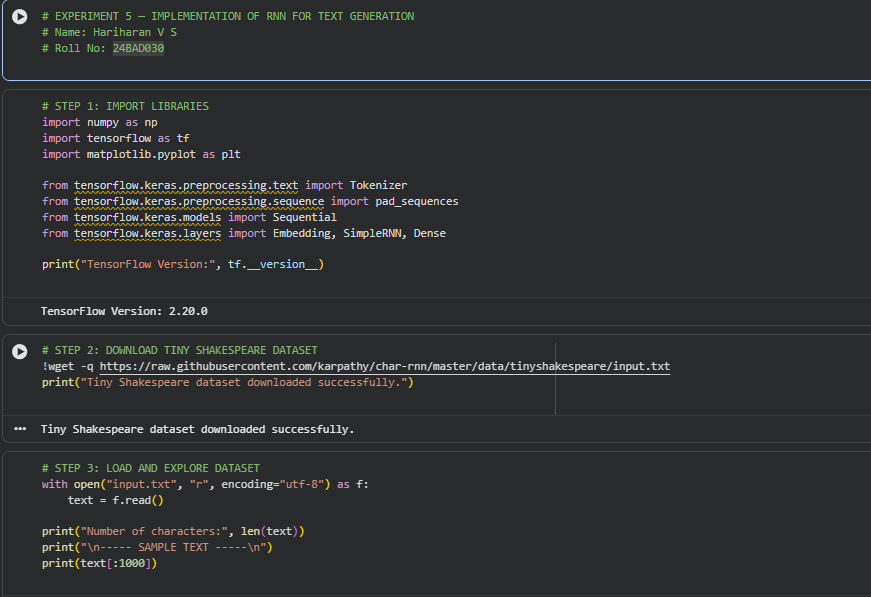 # EXPERIMENT 5 – IMPLEMENTATION OF RNN FOR TEXT GENERATION
# Name: Hariharan V S
# Roll No: 24BAD030
# STEP 1: IMPORT LIBRARIES
import numpy as np
import tensorflow as tf
import matplotlib.pyplot as plt
from tensorflow.keras.preprocessing.text import Tokenizer
from tensorflow.keras.preprocessing.sequence import pad_sequences
from tensorflow.keras.models import Sequential
from tensorflow.keras.layers import Embedding, SimpleRNN, Dense
print("TensorFlow Version:", tf.__version__)
TensorFlow Version: 2.20.0
# STEP 2: DOWNLOAD TINY SHAKESPEARE DATASET
!wget -q https://raw.githubusercontent.com/karpathy/char-rnn/master/data/tinyshakespeare/input.txt
print("Tiny Shakespeare dataset downloaded successfully.")
Tiny Shakespeare dataset downloaded successfully.
# STEP 3: LOAD AND EXPLORE DATASET
with open("input.txt", "r", encoding="utf-8") as f:
    text = f.read()
print("Number of characters:", len(text))
print("\n----- SAMPLE TEXT -----\n")
print(text[:1000])